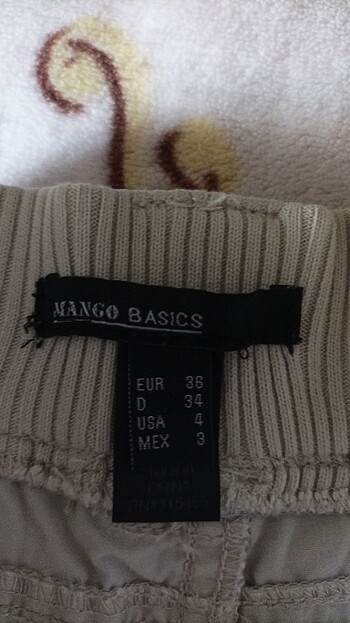 MANGO BASICS
EUR 36
D 34
USA 4
MEX 3